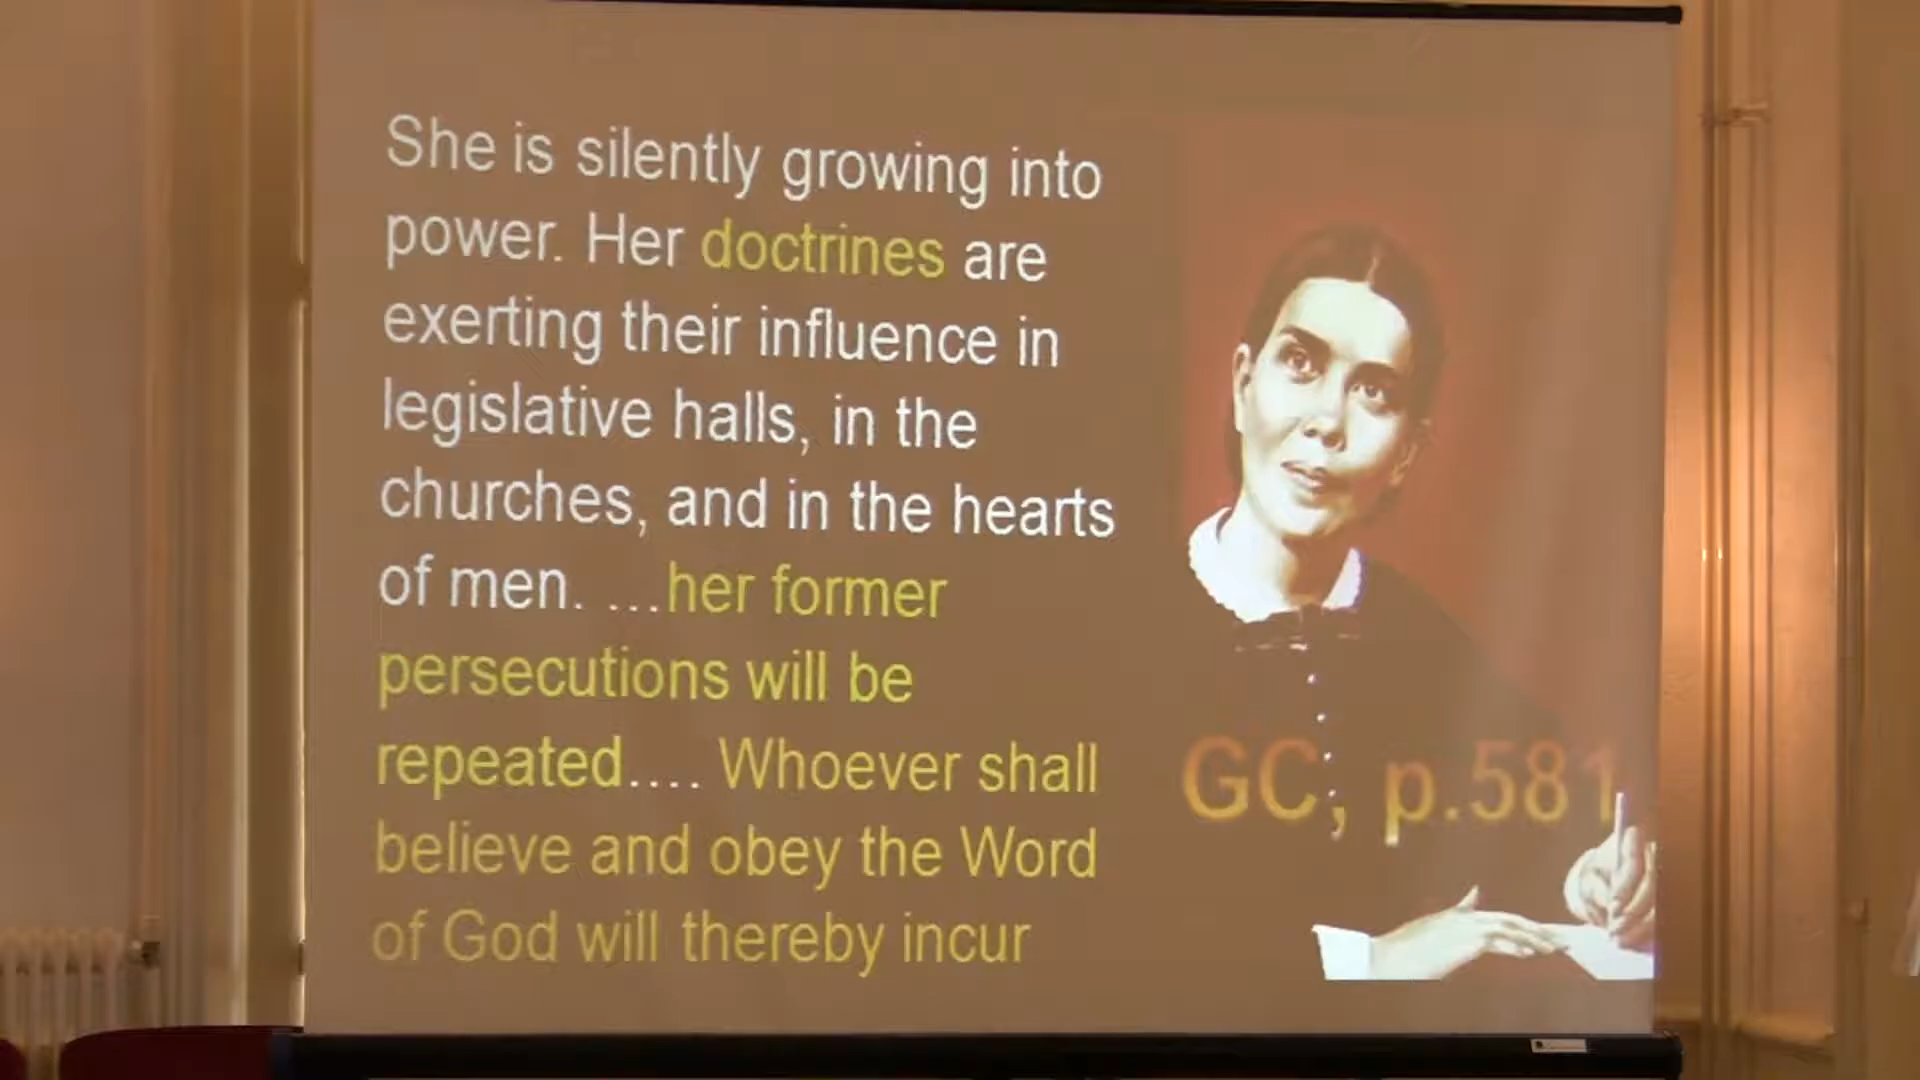 She is silently growing into
power. Her doctrines are
exerting their influence in
legislative halls, in the
churches, and in the hearts
of men. ...her former
persecutions will be
repeated.... Whoever shall
believe and obey the Word
of God will thereby incur
GC, p.581